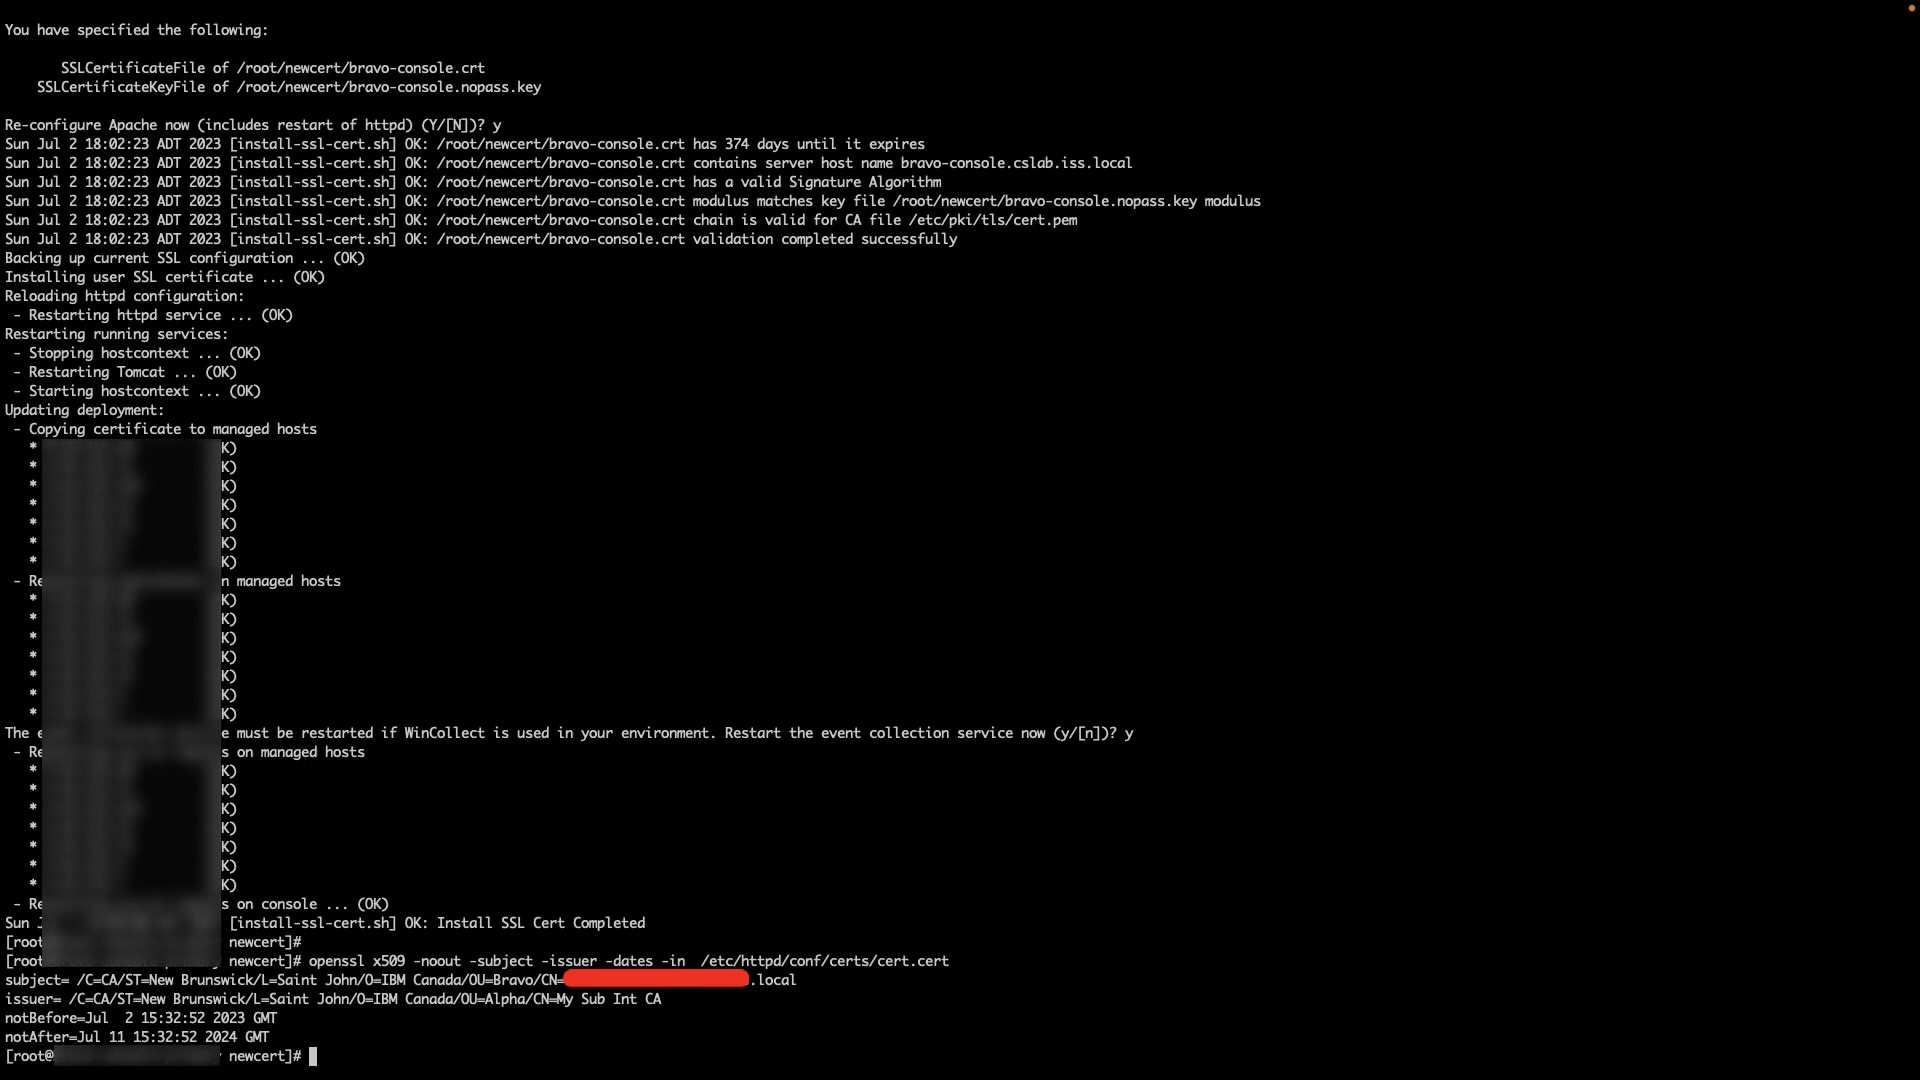 You have specified the following:
SSLCertificateFile of /root/newcert/bravo-console.crt
SSLCertificateKeyFile of /root/newcert/bravo-console.nopass.key
Re-configure Apache now (includes restart of httpd) (Y/[N])? y
Sun Jul 2 18:02:23 ADT 2023 [install-ssl-cert.sh] OK: /root/newcert/bravo-console.crt has 374 days until it expires
Sun Jul 2 18:02:23 ADT 2023 [install-ssl-cert.sh] OK: /root/newcert/bravo-console.crt contains server host name bravo-console.cslab.iss.local
Sun Jul 2 18:02:23 ADT 2023 [install-ssl-cert.sh] OK: /root/newcert/bravo-console.crt has a valid Signature Algorithm
Sun Jul 2 18:02:23 ADT 2023 [install-ssl-cert.sh] OK: /root/newcert/bravo-console.crt modulus matches key file /root/newcert/bravo-console.nopass.key modulus
Sun Jul 2 18:02:23 ADT 2023 [install-ssl-cert.sh] OK: /root/newcert/bravo-console.crt chain is valid for CA file /etc/pki/tls/cert.pem
Sun Jul 2 18:02:23 ADT 2023 [install-ssl-cert.sh] OK: /root/newcert/bravo-console.crt validation completed successfully
Backing up current SSL configuration ... (OK)
Installing user SSL certificate ... (OK)
Reloading httpd configuration:
- Restarting httpd service ... (OK)
Restarting running services:
- Stopping hostcontext ... (OK)
- Restarting Tomcat ... (OK)
- Starting hostcontext ... (OK)
Updating deployment:
- Copying certificate to managed hosts
* K)
* K)
* K)
* K)
* K)
* K)
* K)
- Re n managed hosts
* K)
* K)
* K)
* K)
* K)
* K)
* K)
The e e must be restarted if WinCollect is used in your environment. Restart the event collection service now (y/[n])? y
- Re s on managed hosts
* K)
* K)
* K)
* K)
* K)
* K)
* K)
- Re s on console ... (OK)
Sun J [install-ssl-cert.sh] OK: Install SSL Cert Completed
[root newcert]#
[root newcert]# openssl x509 -noout -subject -issuer -dates -in  /etc/httpd/conf/certs/cert.cert
subject= /C=CA/ST=New Brunswick/L=Saint John/O=IBM Canada/OU=Bravo/CN= .local
issuer= /C=CA/ST=New Brunswick/L=Saint John/O=IBM Canada/OU=Alpha/CN=My Sub Int CA
notBefore=Jul  2 15:32:52 2023 GMT
notAfter=Jul 11 15:32:52 2024 GMT
[root@ newcert]#